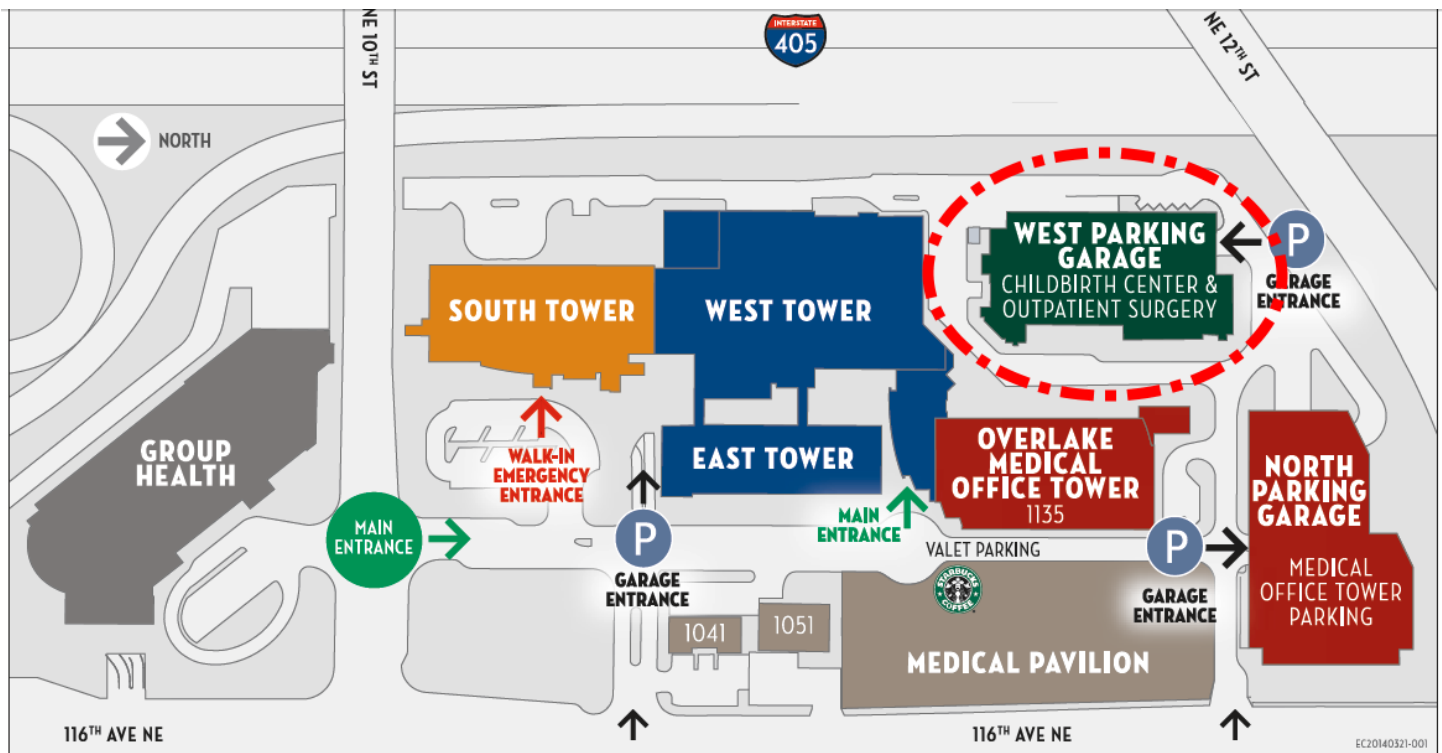 INTERSTATE
405
NE 10TH ST
NE 12TH ST
NORTH
WEST PARKING
GARAGE
CHILDBIRTH CENTER &
OUTPATIENT SURGERY
P
GARAGE
ENTRANCE
SOUTH TOWER
WEST TOWER
GROUP
HEALTH
WALK-IN
EMERGENCY
ENTRANCE
EAST TOWER
OVERLAKE
MEDICAL
OFFICE TOWER
1135
NORTH
PARKING
GARAGE
MEDICAL
OFFICE TOWER
PARKING
MAIN
ENTRANCE
P
GARAGE
ENTRANCE
MAIN
ENTRANCE
VALET PARKING
P
GARAGE
ENTRANCE
STARBUCKS
COFFEE
1041
1051
MEDICAL PAVILION
116TH AVE NE
116TH AVE NE
EC20140321-001